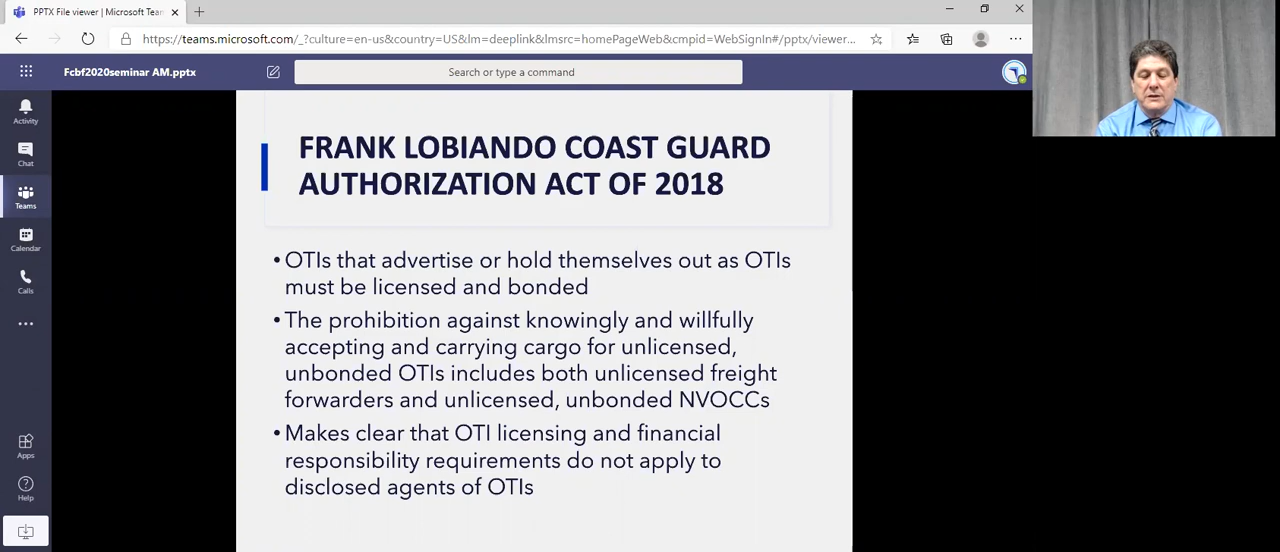 PPTX File viewer | Microsoft Team
https://teams.microsoft.com/_?culture=en-us&country=US&lm=deeplink&lmsrc=homePageWeb&cmpid=WebSignIn#/pptx/viewer...
Fcbf2020seminar AM.pptx
Search or type a command
Activity
Chat
Teams
Calendar
Calls
Apps
Help
FRANK LOBIANDO COAST GUARD
AUTHORIZATION ACT OF 2018
• OTIs that advertise or hold themselves out as OTIs
must be licensed and bonded
• The prohibition against knowingly and willfully
accepting and carrying cargo for unlicensed,
unbonded OTIs includes both unlicensed freight
forwarders and unlicensed, unbonded NVOCCs
• Makes clear that OTI licensing and financial
responsibility requirements do not apply to
disclosed agents of OTIs